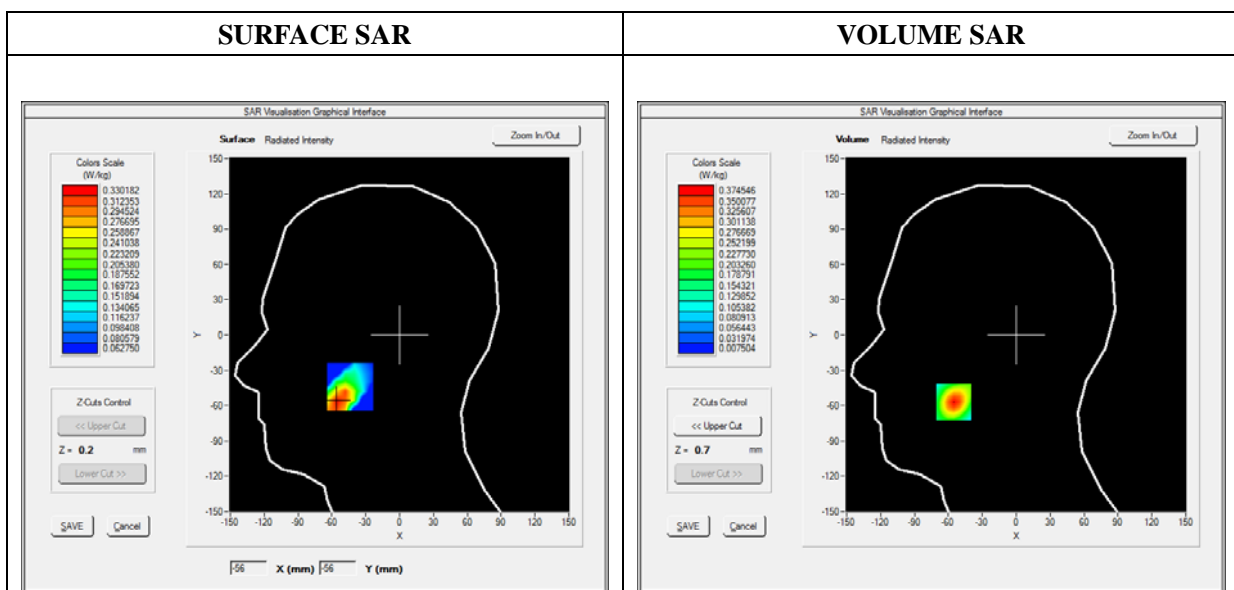 SURFACE SAR
VOLUME SAR
SAR Visualisation Graphical Interface
Surface Radiated Intensity
Zoom In/Out
Colors Scale
(W/kg)
0.330182
0.312353
0.294524
0.276695
0.258867
0.241038
0.223209
0.205380
0.187552
0.169723
0.151894
0.134065
0.116237
0.098408
0.080579
0.062750
Z-Cuts Control
<< Upper Cut
Z = 0.2 mm
Lower Cut >>
SAVE Cancel
150
120
90
60
30
0
-30
-60
-90
-120
-150
Y
-150 -120 -90 -60 -30 0 30 60 90 120 150
X
-56 X (mm) -56 Y (mm)
SAR Visualisation Graphical Interface
Volume Radiated Intensity
Zoom In/Out
Colors Scale
(W/kg)
0.374546
0.350077
0.325607
0.301138
0.276669
0.252199
0.227730
0.203260
0.178791
0.154321
0.129852
0.105382
0.080913
0.056443
0.031974
0.007504
Z-Cuts Control
<< Upper Cut
Z = 0.7 mm
Lower Cut >>
SAVE Cancel
150
120
90
60
30
0
-30
-60
-90
-120
-150
Y
-150 -120 -90 -60 -30 0 30 60 90 120 150
X